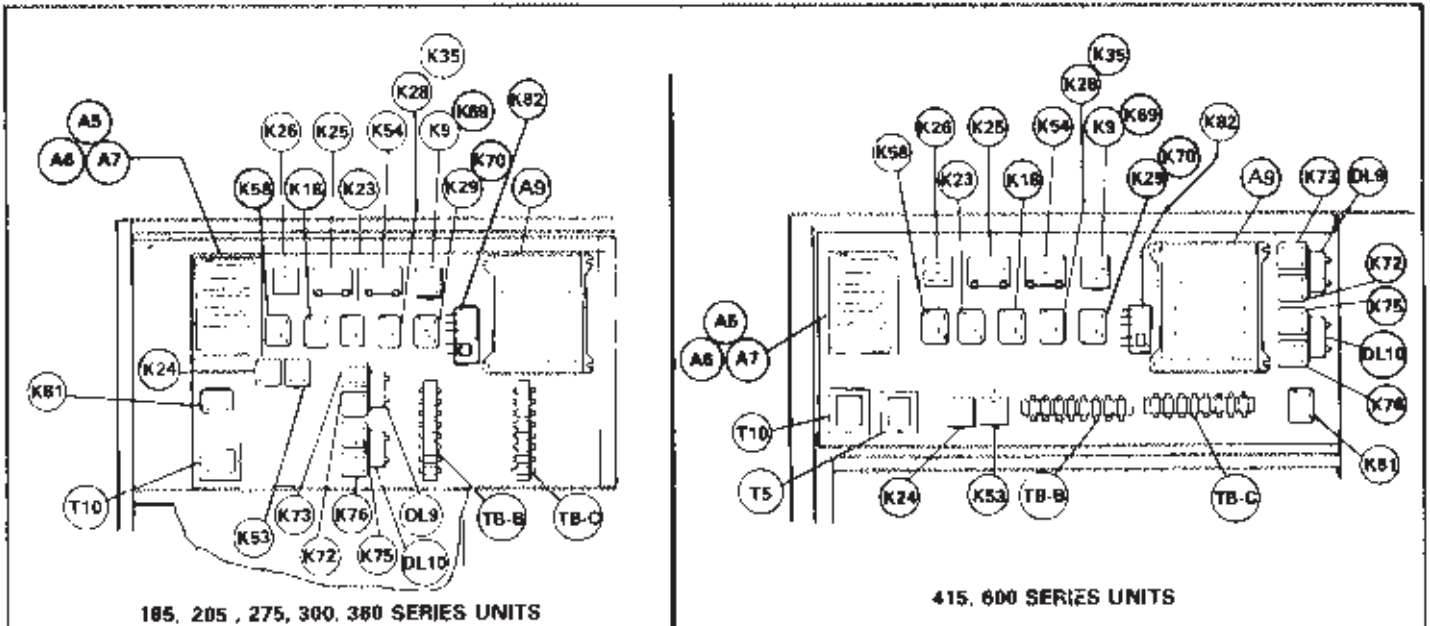 K35
K28
K82
A5
K26
K25
K54
K9
K69
A6
A7
K70
K58
K18
K23
K29
A9
K24
K61
T10
K73
K76
DL9
TB-B
TB-C
K53
K72
K75
DL10
185, 205 , 275, 300, 360 SERIES UNITS
K35
K28
K26
K25
K54
K9
K69
K82
K58
K23
K18
K29
K70
A9
K73
DL9
K72
K75
A5
A6
A7
DL10
K76
T10
K61
T5
K24
K53
TB-B
TB-C
415, 600 SERIES UNITS